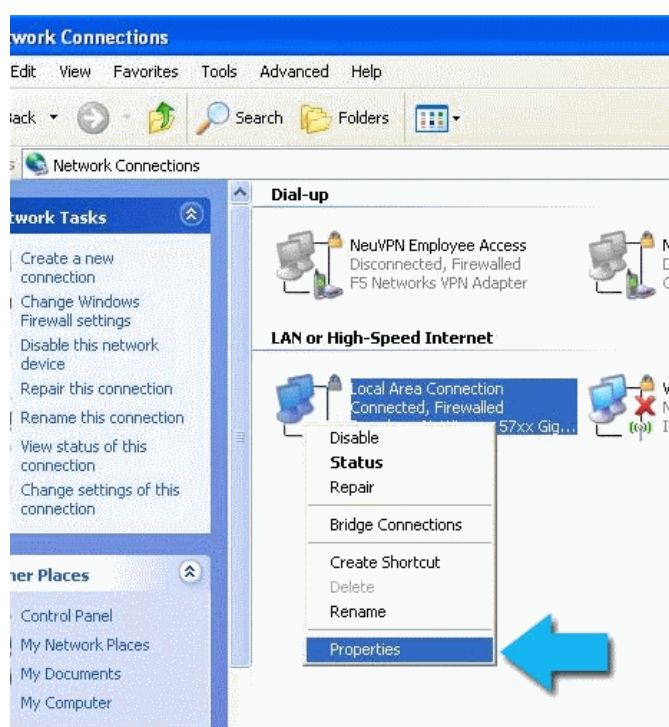 twork Connections
Edit View Favorites Tools Advanced Help
Back Search Folders
Network Connections
twork Tasks
Create a new
connection
Change Windows
Firewall settings
Disable this network
device
Repair this connection
Rename this connection
View status of this
connection
Change settings of this
connection
her Places
Control Panel
My Network Places
My Documents
My Computer
Dial-up
NeuVPN Employee Access
Disconnected, Firewalled
F5 Networks VPN Adapter
LAN or High-Speed Internet
Local Area Connection
Connected, Firewalled
57xx Gig...
Disable
Status
Repair
Bridge Connections
Create Shortcut
Delete
Rename
Properties